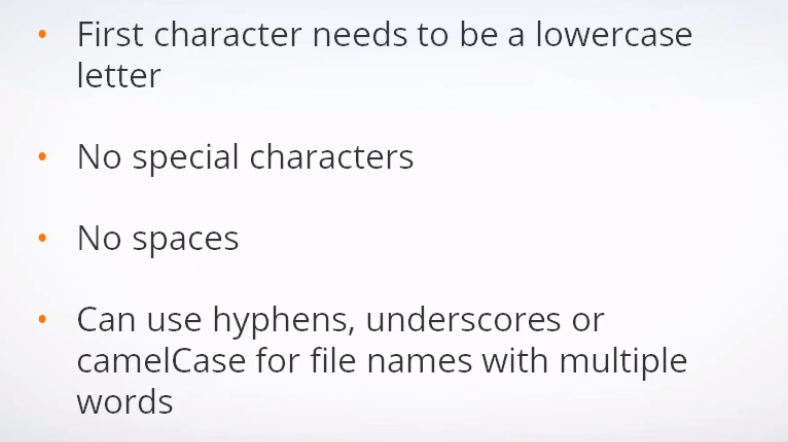 • First character needs to be a lowercase
letter
• No special characters
• No spaces
• Can use hyphens, underscores or
camelCase for file names with multiple
words